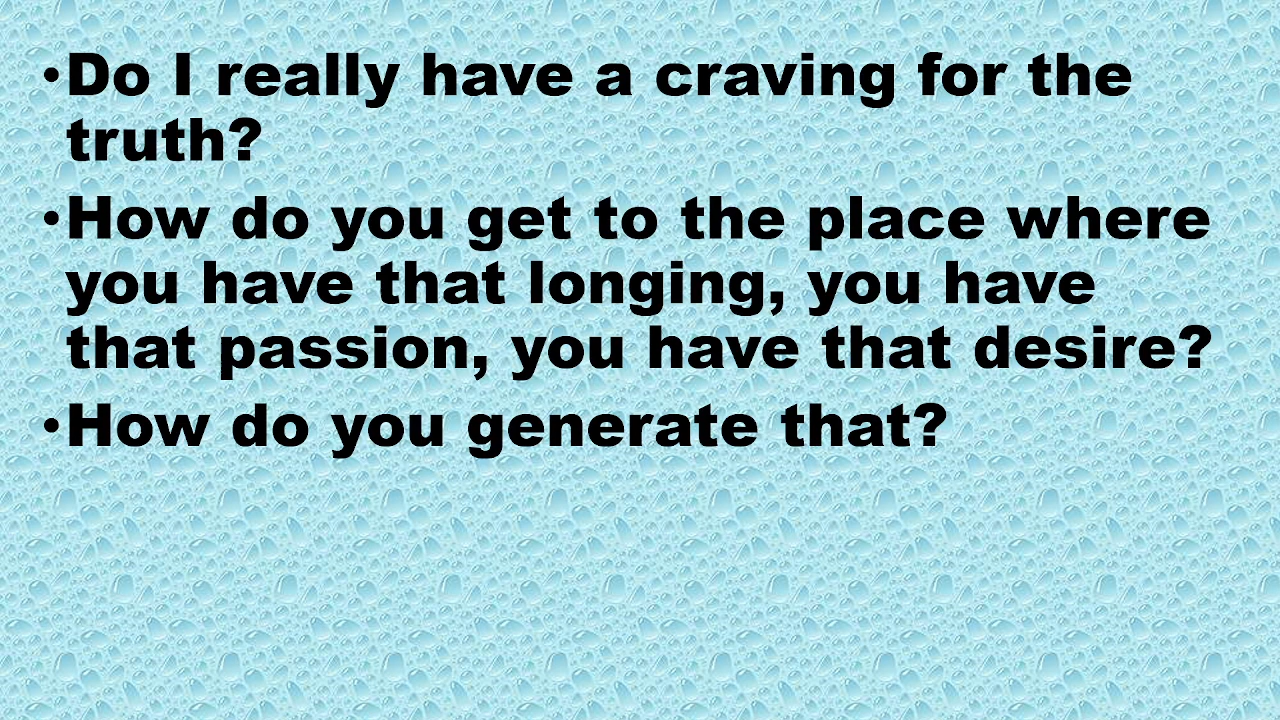 •Do I really have a craving for the
truth?
•How do you get to the place where
you have that longing, you have
that passion, you have that desire?
•How do you generate that?